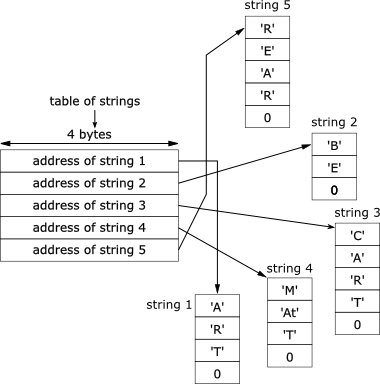 string 5
'R'
'E'
'A'
'R'
0
table of strings
4 bytes
address of string 1
address of string 2
address of string 3
address of string 4
address of string 5
string 2
'B'
'E'
0
string 3
'C'
'A'
'R'
'T'
0
string 4
'M'
'At'
'T'
0
string 1
'A'
'R'
'T'
0